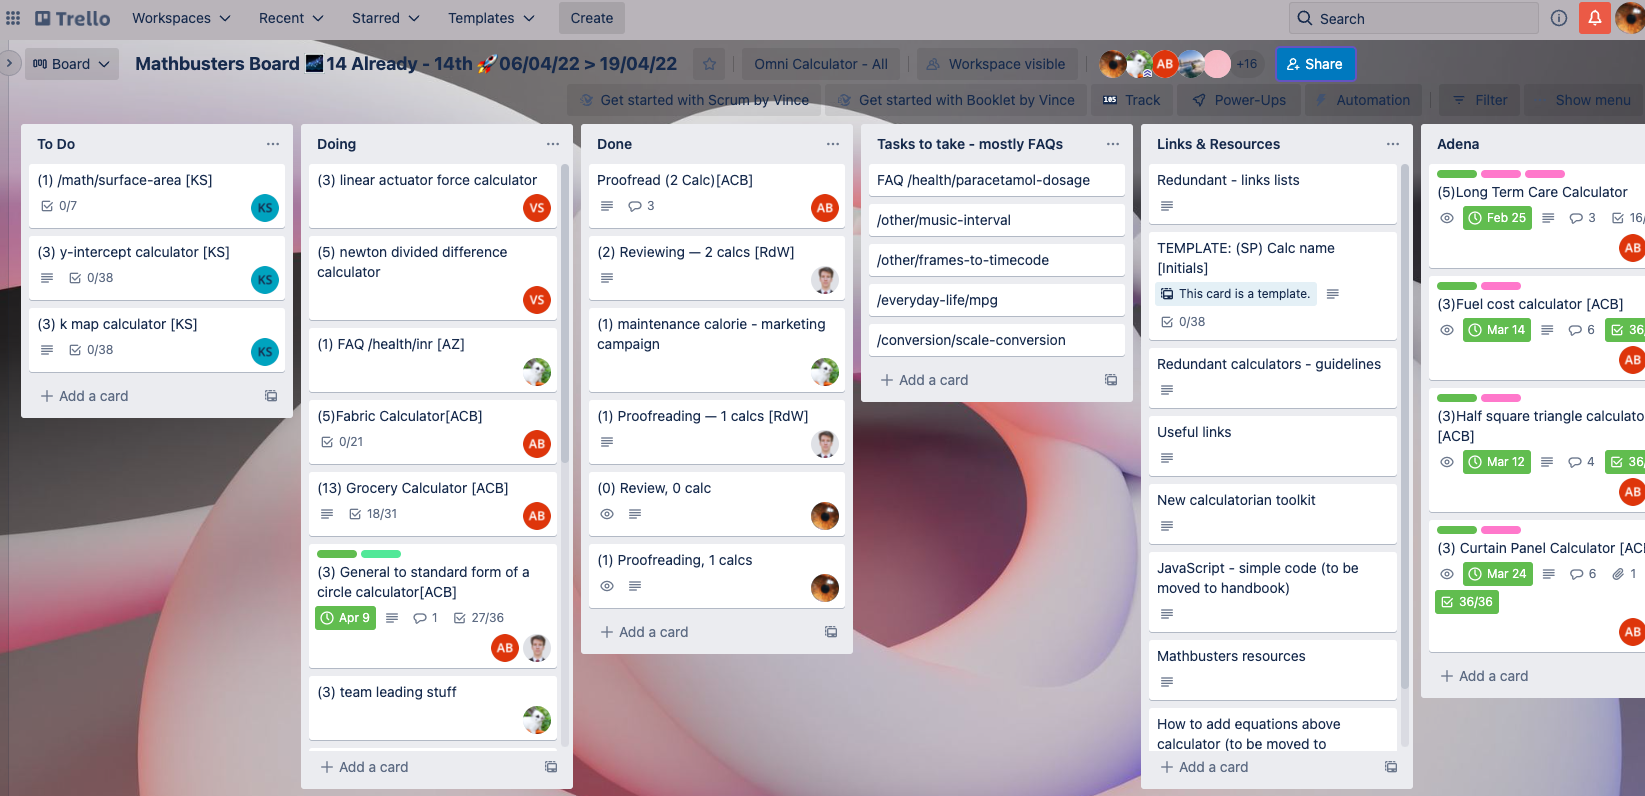 Trello
Workspaces
Recent
Starred
Templates
Create
Search
Board
Mathbusters Board 🌌14 Already - 14th 🚀06/04/22 > 19/04/22
Omni Calculator - All
Workspace visible
AB
+16
Share
Get started with Scrum by Vince
Get started with Booklet by Vince
105 Track
Power-Ups
Automation
Filter
Show menu
To Do
(1) /math/surface-area [KS]
0/7
KS
(3) y-intercept calculator [KS]
0/38
KS
(3) k map calculator [KS]
0/38
KS
Add a card
Doing
(3) linear actuator force calculator
VS
(5) newton divided difference
calculator
VS
(1) FAQ /health/inr [AZ]
(5)Fabric Calculator[ACB]
0/21
AB
(13) Grocery Calculator [ACB]
18/31
AB
(3) General to standard form of a
circle calculator[ACB]
Apr 9
1
27/36
AB
(3) team leading stuff
Add a card
Done
Proofread (2 Calc)[ACB]
3
AB
(2) Reviewing — 2 calcs [RdW]
(1) maintenance calorie - marketing
campaign
(1) Proofreading — 1 calcs [RdW]
(0) Review, 0 calc
(1) Proofreading, 1 calcs
Add a card
Tasks to take - mostly FAQs
FAQ /health/paracetamol-dosage
/other/music-interval
/other/frames-to-timecode
/everyday-life/mpg
/conversion/scale-conversion
Add a card
Links & Resources
Redundant - links lists
TEMPLATE: (SP) Calc name
[Initials]
This card is a template.
0/38
Redundant calculators - guidelines
Useful links
New calculatorian toolkit
JavaScript - simple code (to be
moved to handbook)
Mathbusters resources
How to add equations above
calculator (to be moved to
Add a card
Adena
(5)Long Term Care Calculator
Feb 25
3
16/
AB
(3)Fuel cost calculator [ACB]
Mar 14
6
36/
AB
(3)Half square triangle calculato
[ACB]
Mar 12
4
36/
AB
(3) Curtain Panel Calculator [AC
Mar 24
6
1
36/36
AB
Add a card